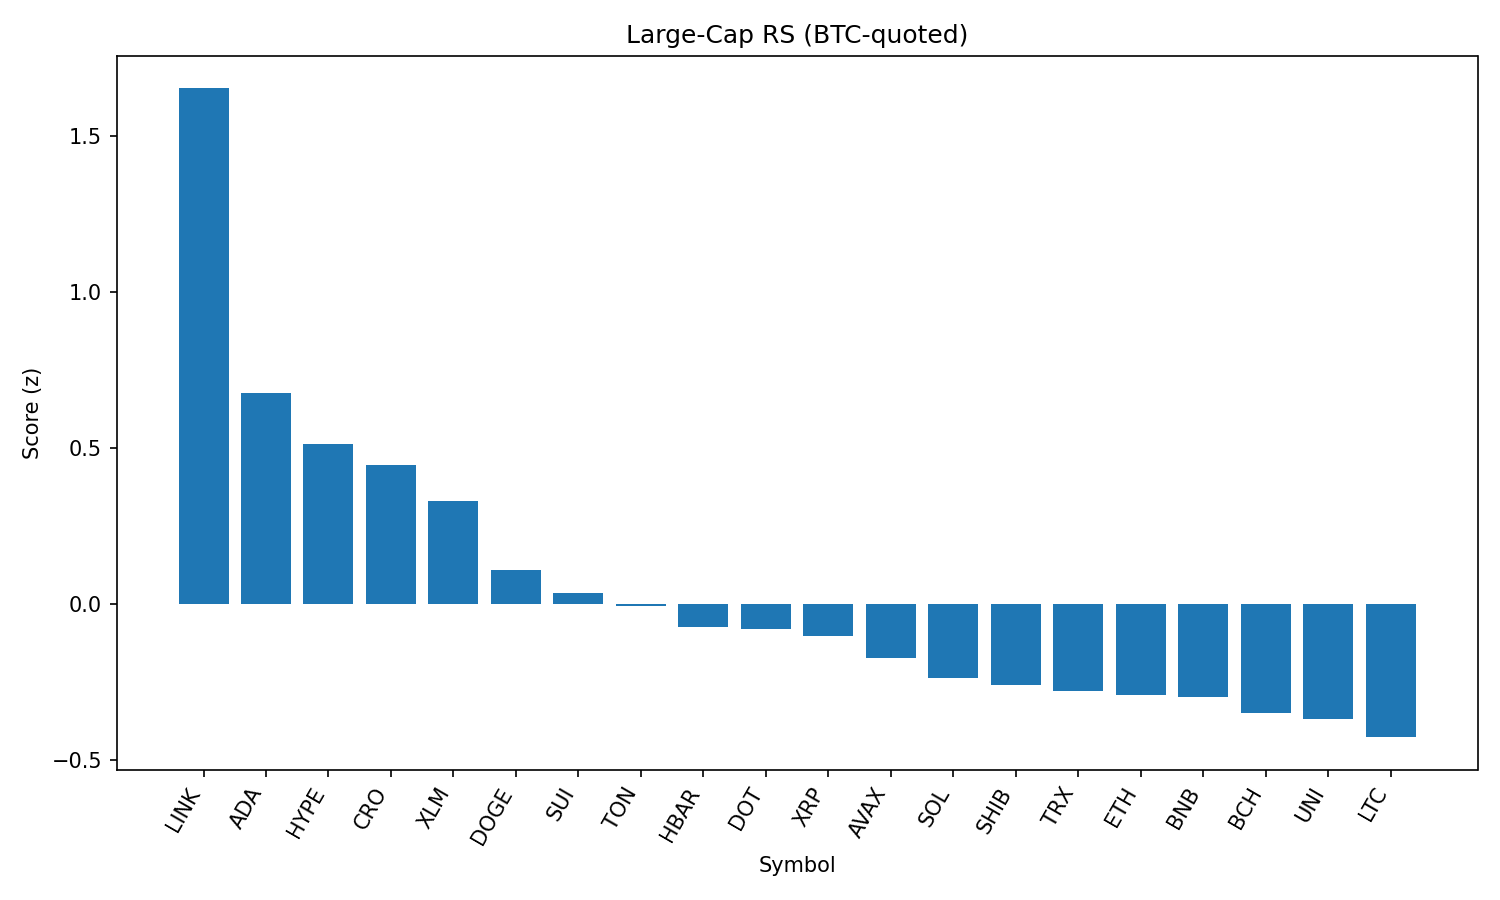 Large-Cap RS (BTC-quoted)
Score (z)
1.5
1.0
0.5
0.0
−0.5
LINK
ADA
HYPE
CRO
XLM
DOGE
SUI
TON
HBAR
DOT
XRP
AVAX
SOL
SHIB
TRX
ETH
BNB
BCH
UNI
LTC
Symbol